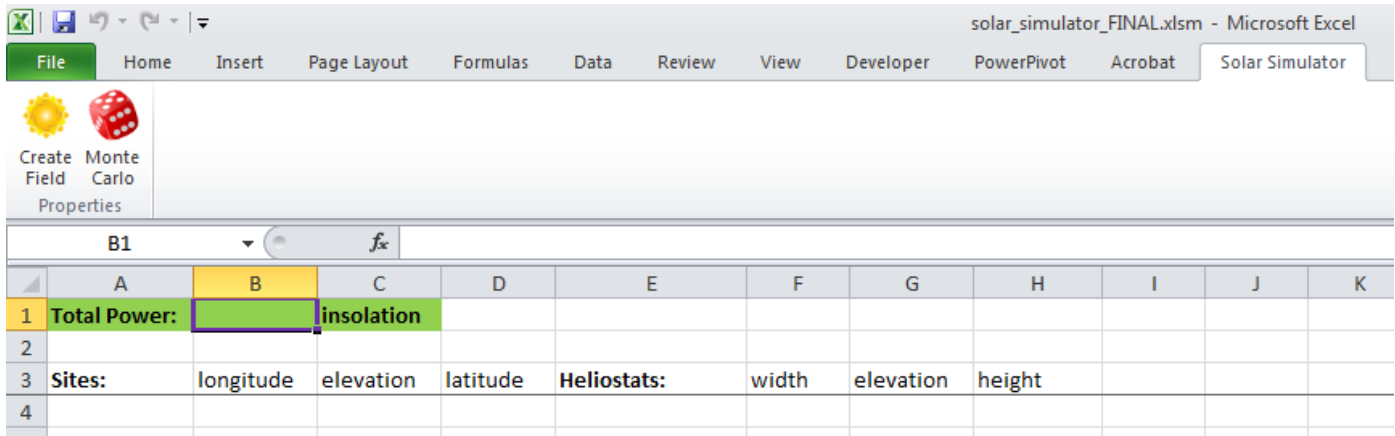 solar_simulator_FINAL.xlsm - Microsoft Excel
File Home Insert Page Layout Formulas Data Review View Developer PowerPivot Acrobat Solar Simulator
Create Field Monte Carlo
Properties
B1 fx
A B C D E F G H I J K
1 Total Power: insolation
2
3 Sites: longitude elevation latitude Heliostats: width elevation height
4